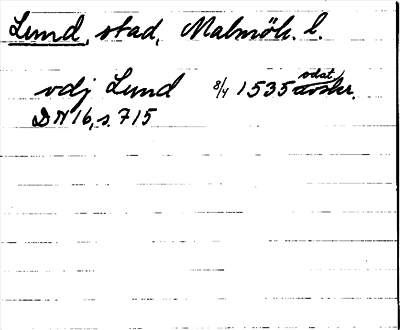 Lund, stad, Malmöh. l.
vdj Lund 8/4 1535 odat. avskr.
DN 16, s. 715